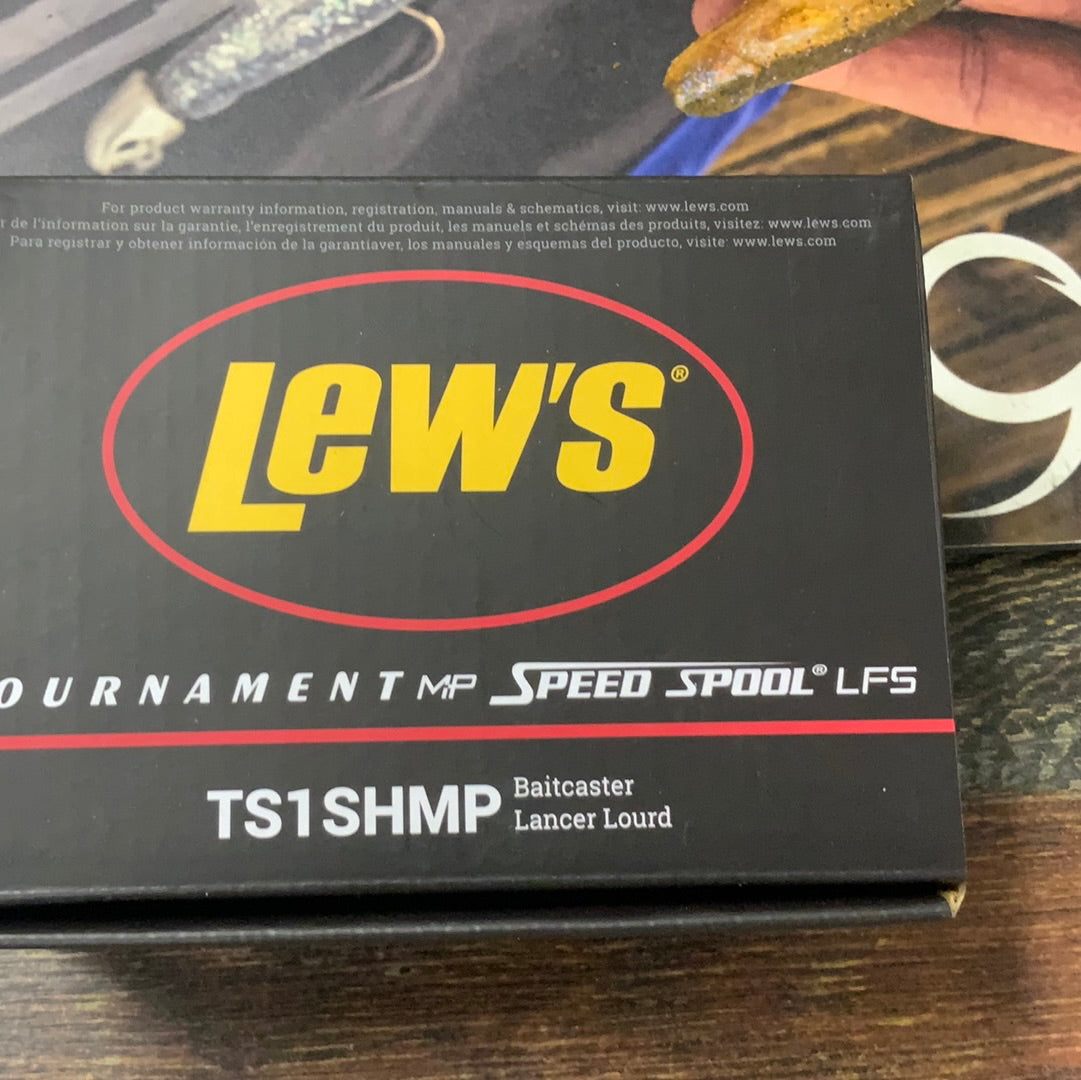 For product warranty information, registration, manuals & schematics, visit: www.lews.com
r de l'information sur la garantie, l'enregistrement du produit, les manuels et schémas des produits, visitez: www.lews.com
Para registrar y obtener información de la garantiaver, los manuales y esquemas del producto, visite: www.lews.com
Lew's®
OURNAMENT MP SPEED SPOOL® LFS
TS1SHMP
Baitcaster
Lancer Lourd